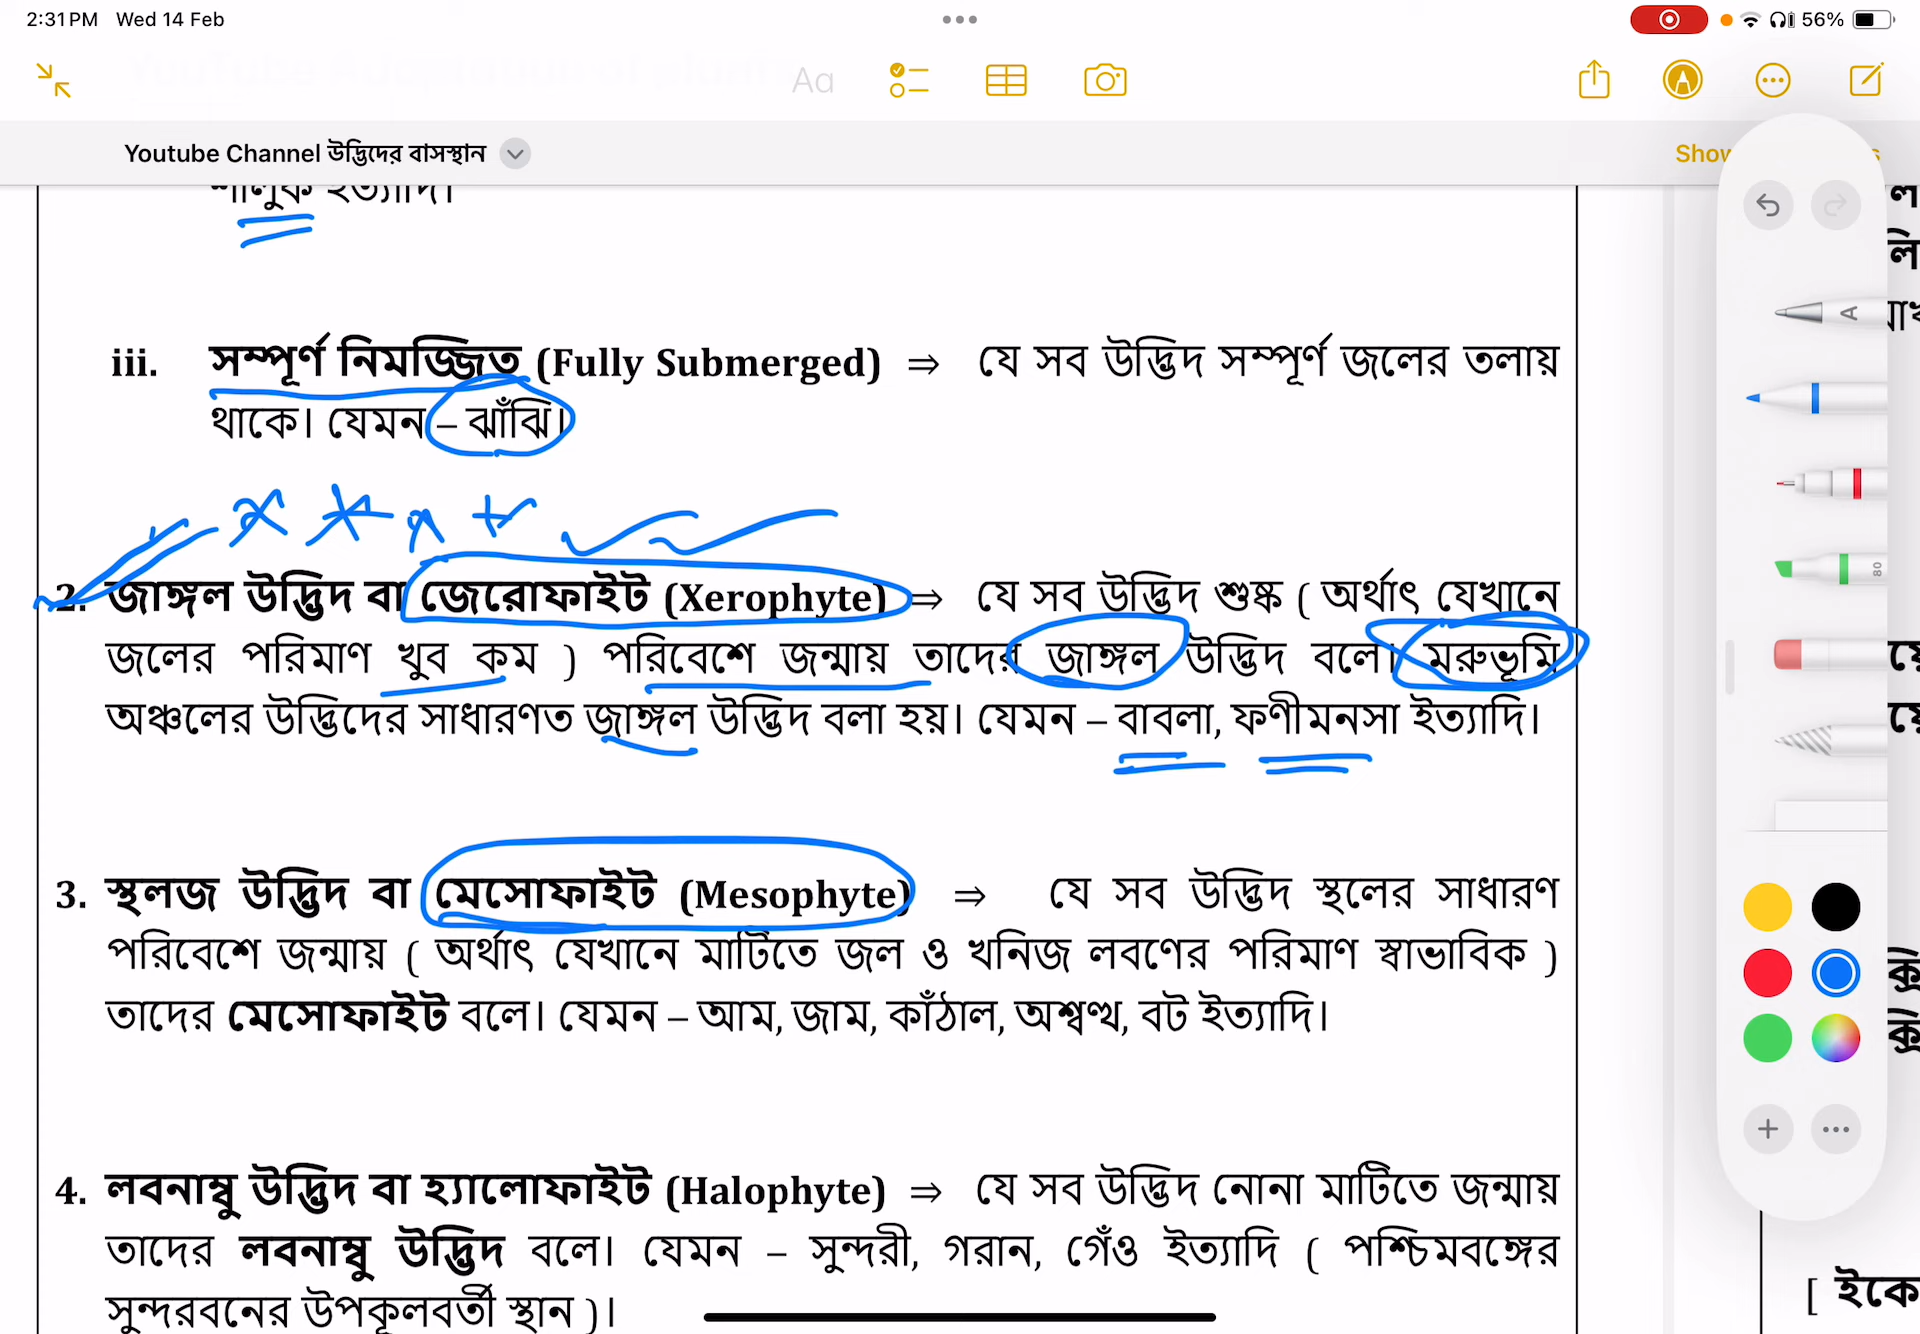 2:31 PM Wed 14 Feb
56%
Aa
Youtube Channel উদ্ভিদের বাসস্থান
Show
শালুক ইত্যাদি।
iii. সম্পূর্ণ নিমজ্জিত (Fully Submerged) ⇒ যে সব উদ্ভিদ সম্পূর্ণ জলের তলায়
থাকে। যেমন – ঝাঁঝি।
2. জাঙ্গল উদ্ভিদ বা জেরোফাইট (Xerophyte) ⇒ যে সব উদ্ভিদ শুষ্ক ( অর্থাৎ যেখানে
জলের পরিমাণ খুব কম ) পরিবেশে জন্মায় তাদের জাঙ্গল উদ্ভিদ বলে। মরুভূমি
অঞ্চলের উদ্ভিদের সাধারণত জাঙ্গল উদ্ভিদ বলা হয়। যেমন – বাবলা, ফণীমনসা ইত্যাদি।
3. স্থলজ উদ্ভিদ বা মেসোফাইট (Mesophyte) ⇒ যে সব উদ্ভিদ স্থলের সাধারণ
পরিবেশে জন্মায় ( অর্থাৎ যেখানে মাটিতে জল ও খনিজ লবণের পরিমাণ স্বাভাবিক )
তাদের মেসোফাইট বলে। যেমন – আম, জাম, কাঁঠাল, অশ্বত্থ, বট ইত্যাদি।
4. লবনাম্বু উদ্ভিদ বা হ্যালোফাইট (Halophyte) ⇒ যে সব উদ্ভিদ নোনা মাটিতে জন্মায়
তাদের লবনাম্বু উদ্ভিদ বলে। যেমন – সুন্দরী, গরান, গেঁও ইত্যাদি ( পশ্চিমবঙ্গের
সুন্দরবনের উপকূলবর্তী স্থান )।
A
80
[ ইকে